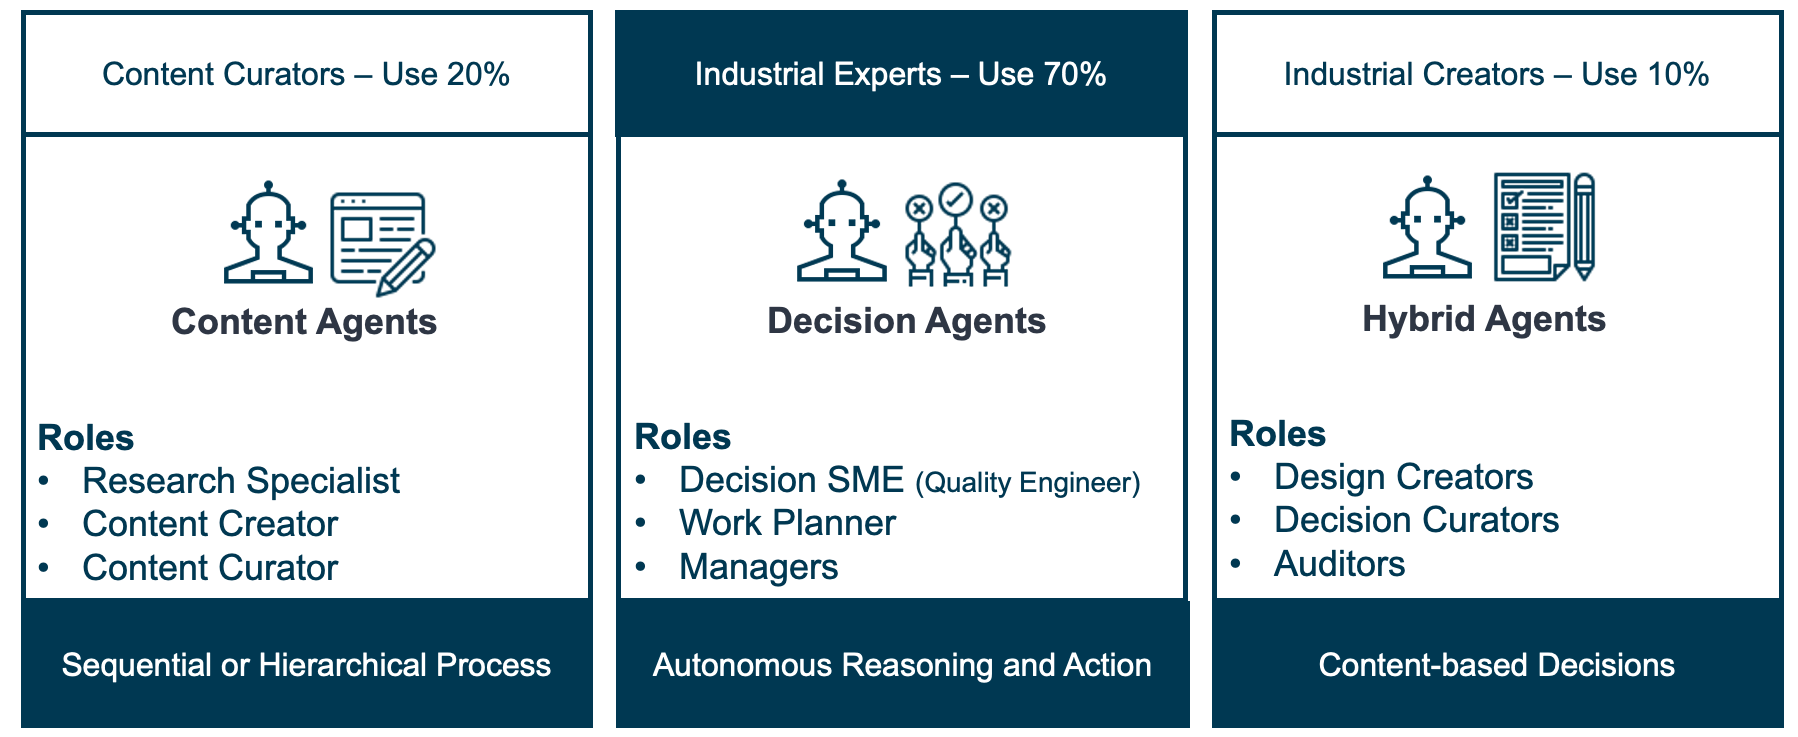 Content Curators – Use 20%
Content Agents
Roles
• Research Specialist
• Content Creator
• Content Curator
Sequential or Hierarchical Process
Industrial Experts – Use 70%
Decision Agents
Roles
• Decision SME (Quality Engineer)
• Work Planner
• Managers
Autonomous Reasoning and Action
Industrial Creators – Use 10%
Hybrid Agents
Roles
• Design Creators
• Decision Curators
• Auditors
Content-based Decisions